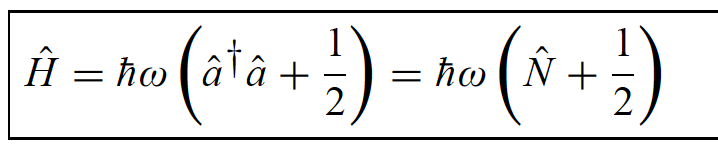 Ĥ = ħω (â†â + 1/2) = ħω (N̂ + 1/2)